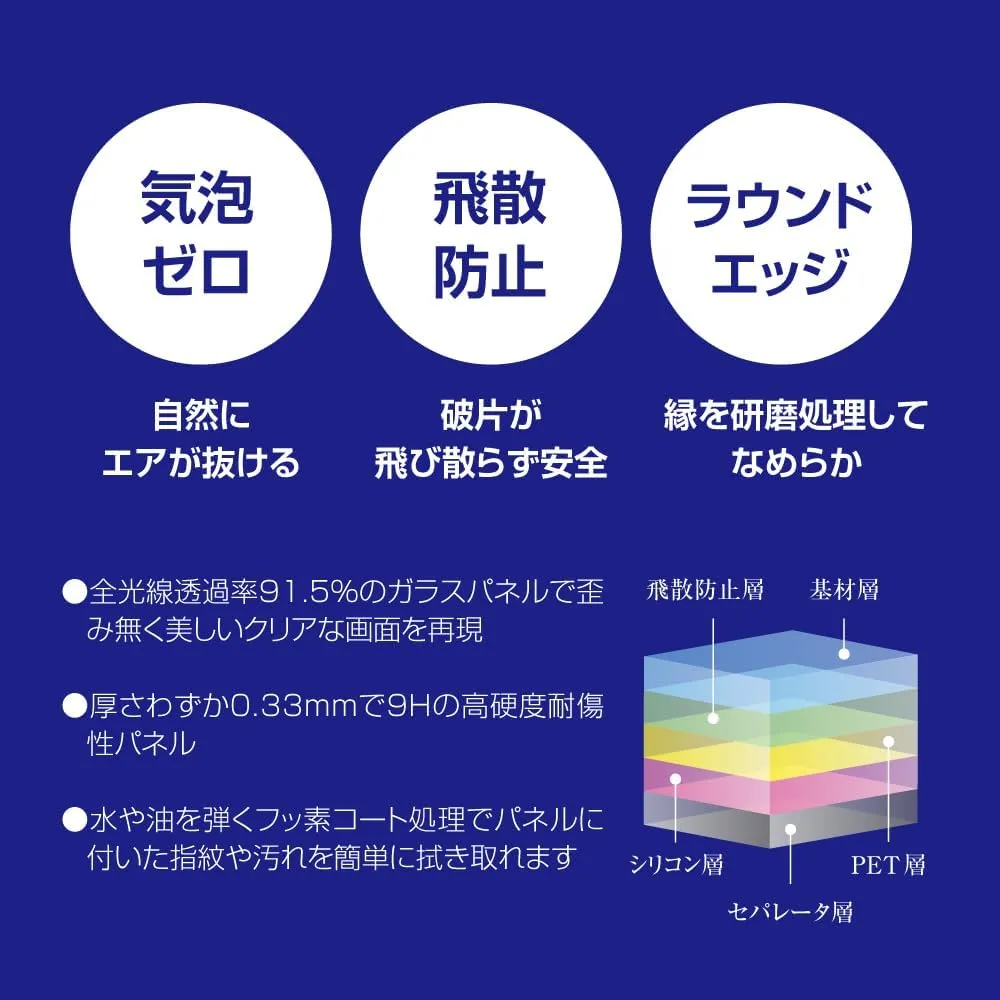 気泡
ゼロ
飛散
防止
ラウンド
エッジ
自然に
エアが抜ける
破片が
飛び散らず安全
縁を研磨処理して
なめらか
●全光線透過率91.5%のガラスパネルで歪
み無く美しいクリアな画面を再現
●厚さわずか0.33mmで9Hの高硬度耐傷
性パネル
●水や油を弾くフッ素コート処理でパネルに
付いた指紋や汚れを簡単に拭き取れます
飛散防止層
基材層
シリコン層
PET層
セパレータ層